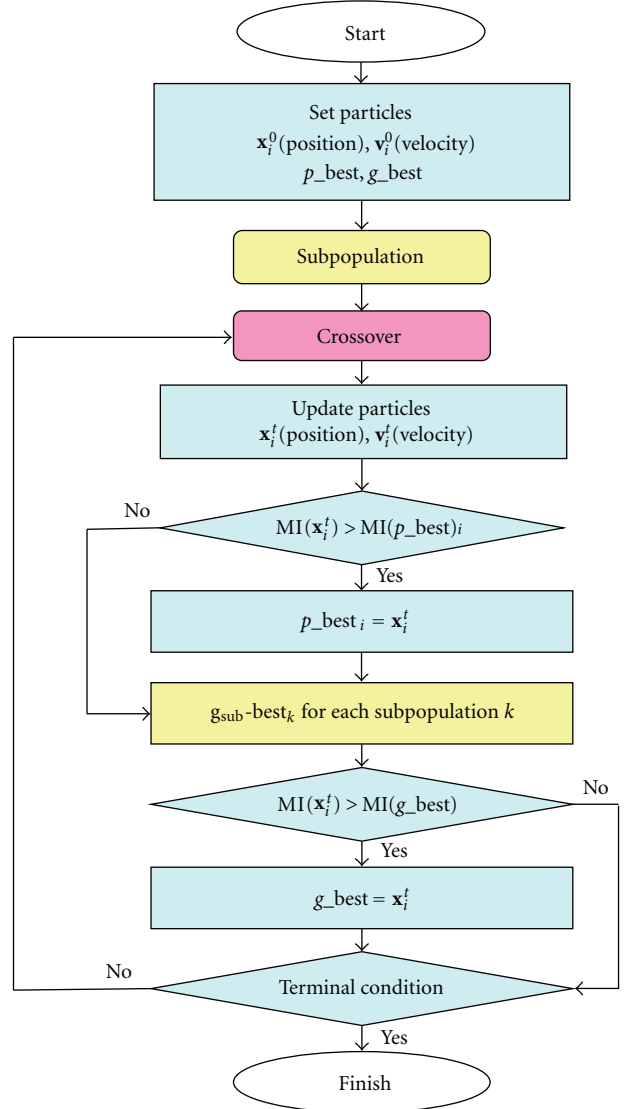 Start
Set particles
x_i^0(position), v_i^0(velocity)
p_best, g_best
Subpopulation
Crossover
Update particles
x_i^t(position), v_i^t(velocity)
No
MI(x_i^t) > MI(p_best)_i
Yes
p_best_i = x_i^t
g_sub-best_k for each subpopulation k
No
MI(x_i^t) > MI(g_best)
Yes
g_best = x_i^t
No
Terminal condition
Yes
Finish